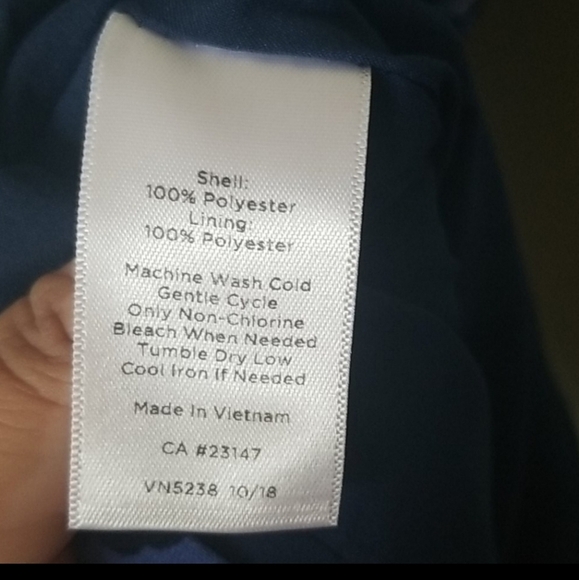 Shell:
100% Polyester
Lining:
100% Polyester
Machine Wash Cold
Gentle Cycle
Only Non-Chlorine
Bleach When Needed
Tumble Dry Low
Cool Iron If Needed
Made In Vietnam
CA #23147
VN5238 10/18